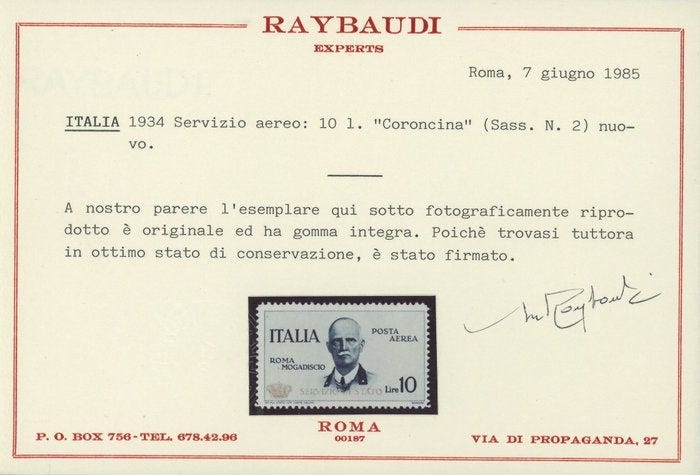 RAYBAUDI
EXPERTS
Roma, 7 giugno 1985
ITALIA 1934 Servizio aereo: 10 l. "Coroncina" (Sass. N. 2) nuo-
vo.
A nostro parere l'esemplare qui sotto fotograficamente ripro-
dotto è originale ed ha gomma integra. Poichè trovasi tuttora
in ottimo stato di conservazione, è stato firmato.
ITALIA
POSTA
AEREA
ROMA
MOGADISCIO
SERVIZIO DI STATO
Lire 10
ROMA
00187
P. O. BOX 756-TEL. 678.42.96
VIA DI PROPAGANDA, 27